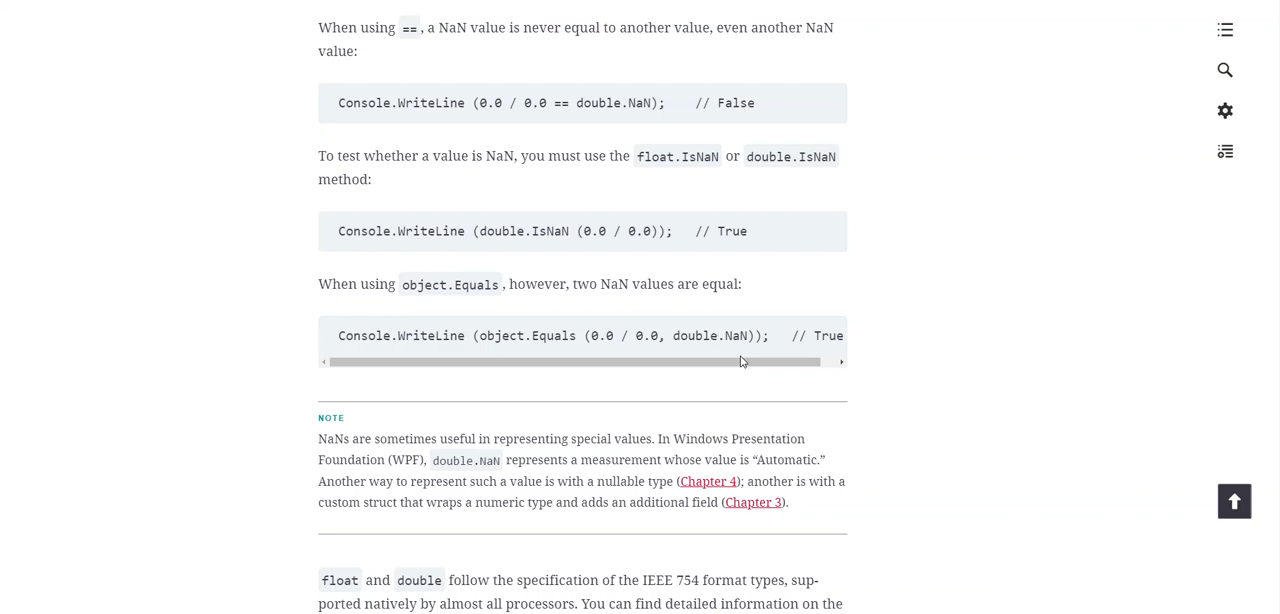 When using ==, a NaN value is never equal to another value, even another NaN
value:
Console.WriteLine (0.0 / 0.0 == double.NaN);    // False
To test whether a value is NaN, you must use the float.IsNaN or double.IsNaN
method:
Console.WriteLine (double.IsNaN (0.0 / 0.0));   // True
When using object.Equals, however, two NaN values are equal:
Console.WriteLine (object.Equals (0.0 / 0.0, double.NaN));   // True
NOTE
NaNs are sometimes useful in representing special values. In Windows Presentation
Foundation (WPF), double.NaN represents a measurement whose value is “Automatic.”
Another way to represent such a value is with a nullable type (Chapter 4); another is with a
custom struct that wraps a numeric type and adds an additional field (Chapter 3).
float and double follow the specification of the IEEE 754 format types, sup-
ported natively by almost all processors. You can find detailed information on the